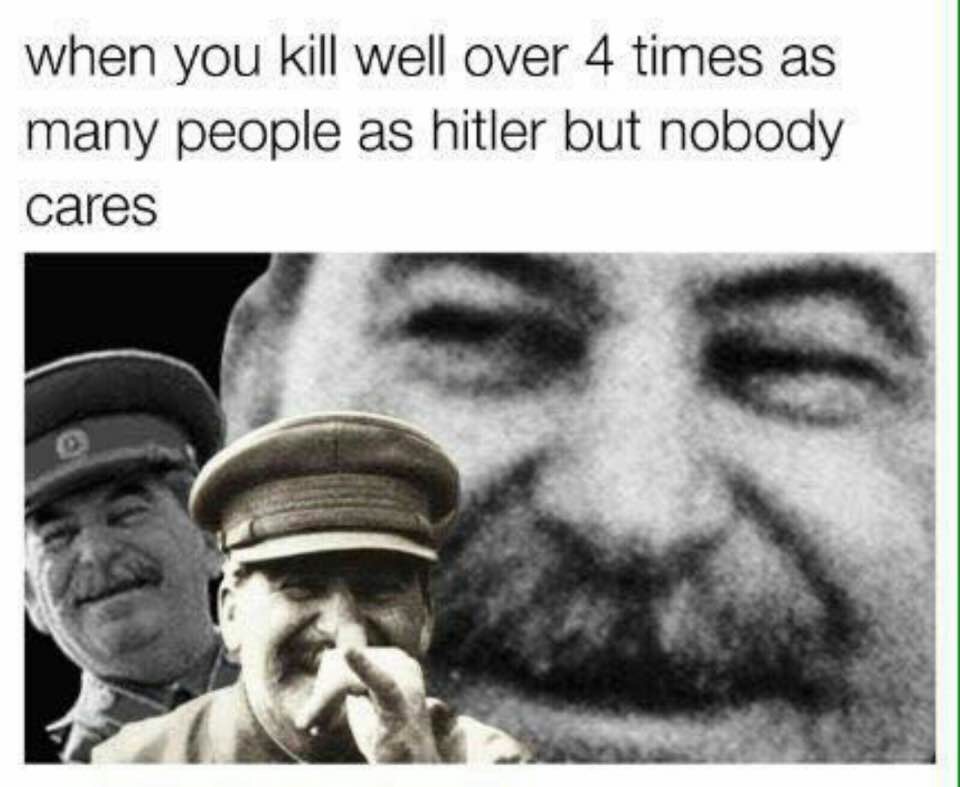 when you kill well over 4 times as
many people as hitler but nobody
cares